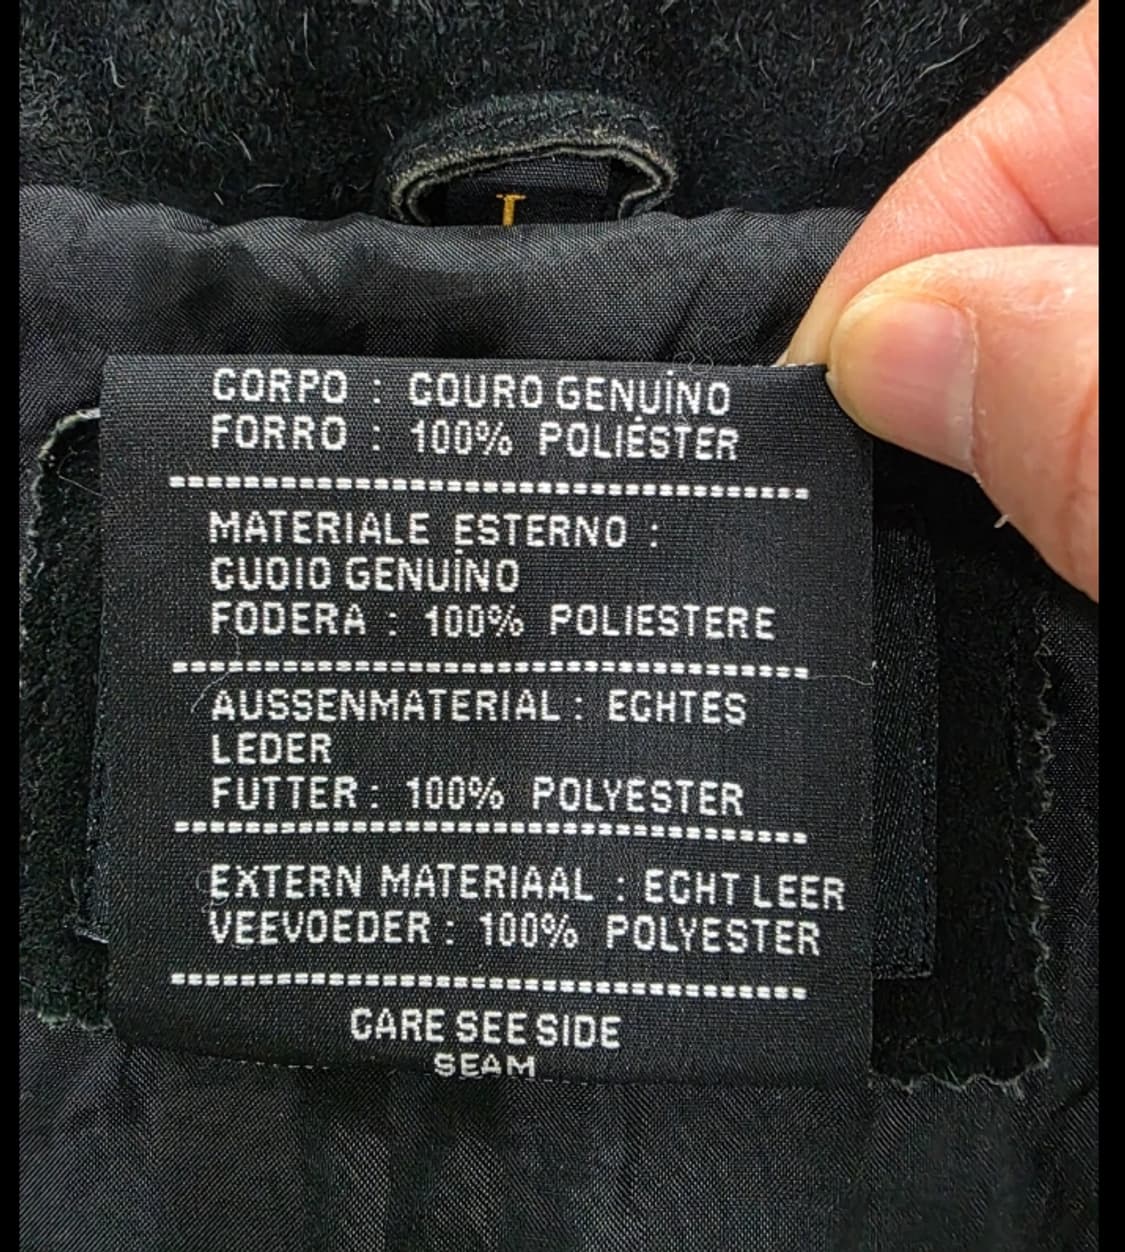 CORPO : COURO GENUÍNO
FORRO : 100% POLIÉSTER
MATERIALE ESTERNO :
CUOIO GENUÍNO
FODERA : 100% POLIESTERE
AUSSENMATERIAL : ECHTES
LEDER
FUTTER : 100% POLYESTER
EXTERN MATERIAAL : ECHT LEER
VEEVOEDER : 100% POLYESTER
CARE SEE SIDE
SEAM